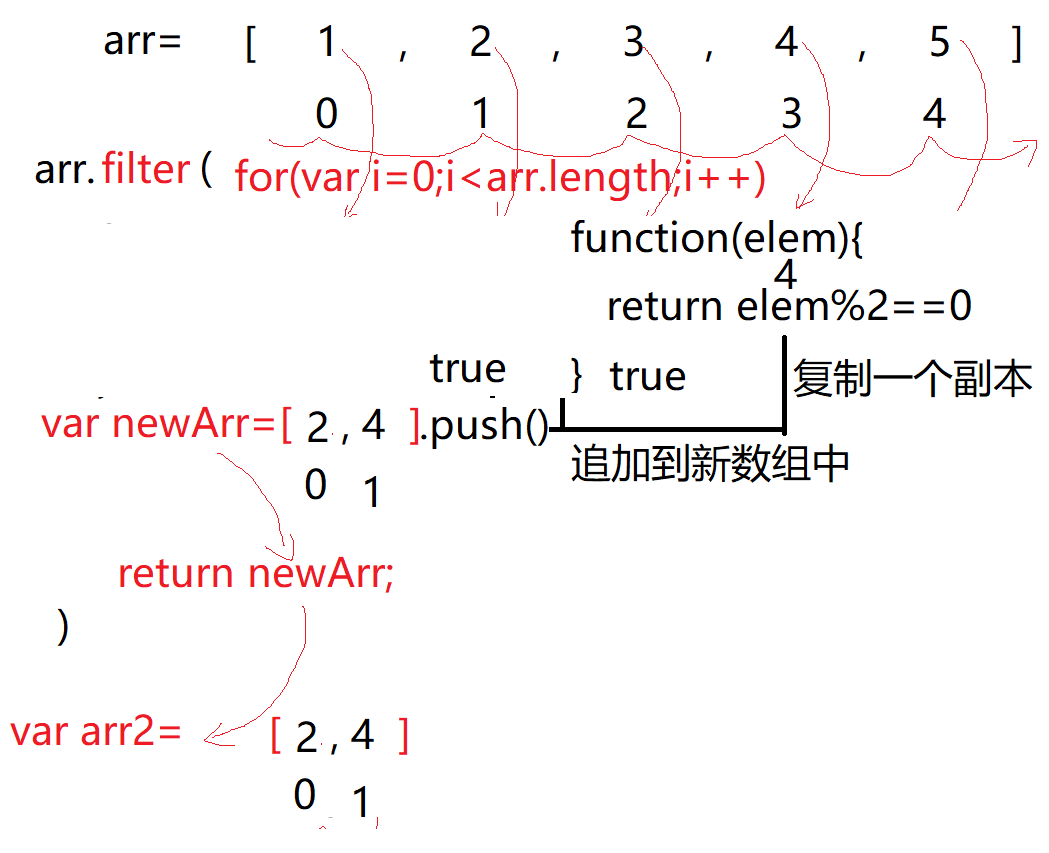 arr= [ 1 , 2 , 3 , 4 , 5 ]
0 1 2 3 4
arr.filter( for(var i=0;i<arr.length;i++)
function(elem){
4
return elem%2==0
true } true 复制一个副本
var newArr=[ 2 , 4 ].push()
追加到新数组中
0 1
return newArr;
)
var arr2= [ 2 , 4 ]
0 1